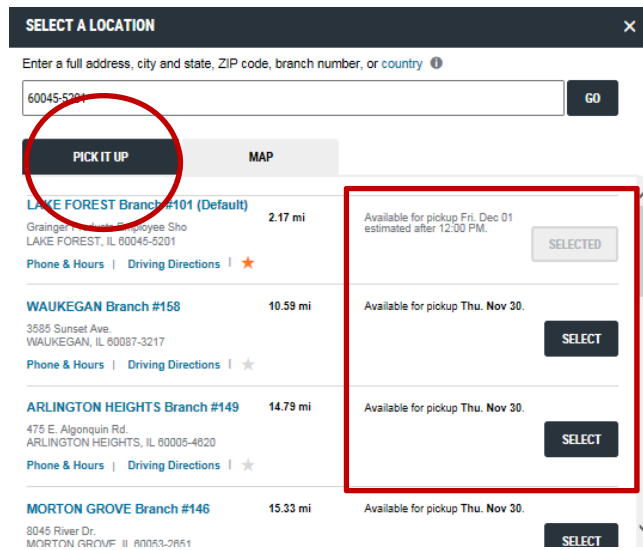 SELECT A LOCATION
Enter a full address, city and state, ZIP code, branch number, or country
60045-5201
GO
PICK IT UP
MAP
LAKE FOREST Branch #101 (Default)
2.17 mi
Available for pickup Fri. Dec 01
estimated after 12:00 PM.
SELECTED
Grainger Products Employee Sho
LAKE FOREST, IL 60045-5201
Phone & Hours | Driving Directions |
WAUKEGAN Branch #158
10.59 mi
Available for pickup Thu. Nov 30.
SELECT
3585 Sunset Ave.
WAUKEGAN, IL 60087-3217
Phone & Hours | Driving Directions |
ARLINGTON HEIGHTS Branch #149
14.79 mi
Available for pickup Thu. Nov 30.
SELECT
475 E. Algonquin Rd.
ARLINGTON HEIGHTS, IL 60005-4620
Phone & Hours | Driving Directions |
MORTON GROVE Branch #146
15.33 mi
Available for pickup Thu. Nov 30.
SELECT
8045 River Dr.
MORTON GROVE, IL 60053-2651